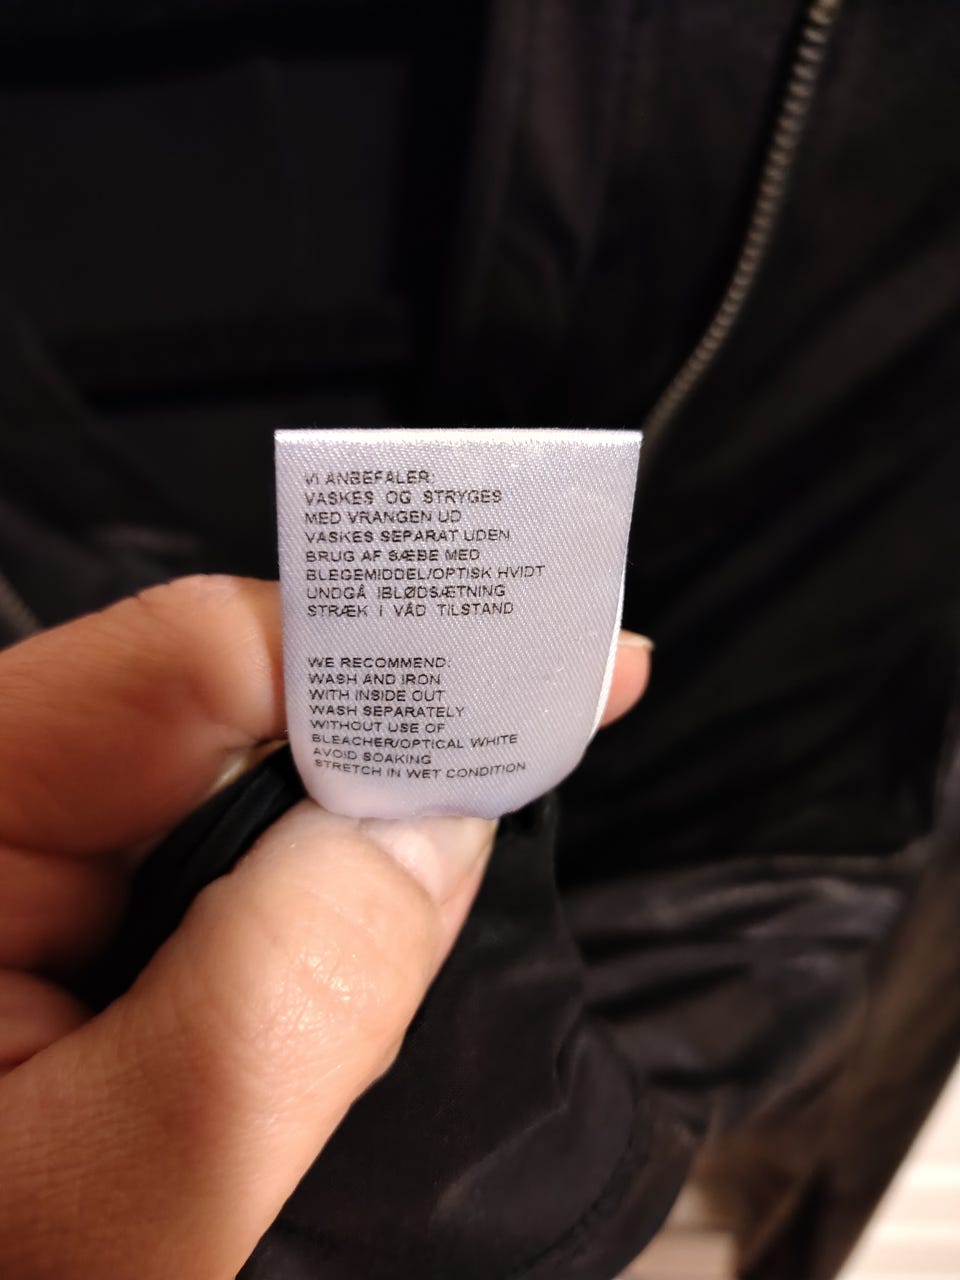 VI ANBEFALER:
VASKES OG STRYGES
MED VRANGEN UD
VASKES SEPARAT UDEN
BRUG AF SÆBE MED
BLEGEMIDDEL/OPTISK HVIDT
UNDGÅ IBLØDSÆTNING
STRÆK I VÅD TILSTAND
WE RECOMMEND:
WASH AND IRON
WITH INSIDE OUT
WASH SEPARATELY
WITHOUT USE OF
BLEACHER/OPTICAL WHITE
AVOID SOAKING
STRETCH IN WET CONDITION